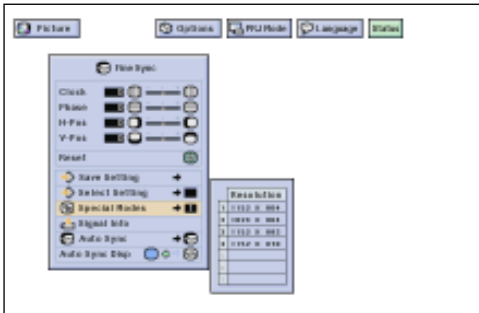 Picture
Options
PRJ Mode
Language
Status
Fine Sync
Clock
Phase
H-Pos
V-Pos
Reset
Save Setting
Select Setting
Special Modes
Signal Info
Auto Sync
Auto Sync Disp
Resolution